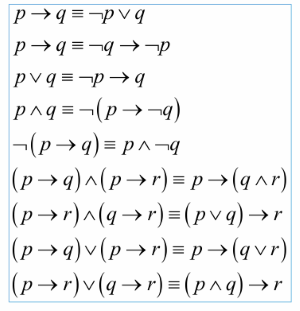 p → q ≡ ¬p ∨ q
p → q ≡ ¬q → ¬p
p ∨ q ≡ ¬p → q
p ∧ q ≡ ¬(p → ¬q)
¬(p → q) ≡ p ∧ ¬q
(p → q) ∧ (p → r) ≡ p → (q ∧ r)
(p → r) ∧ (q → r) ≡ (p ∨ q) → r
(p → q) ∨ (p → r) ≡ p → (q ∨ r)
(p → r) ∨ (q → r) ≡ (p ∧ q) → r